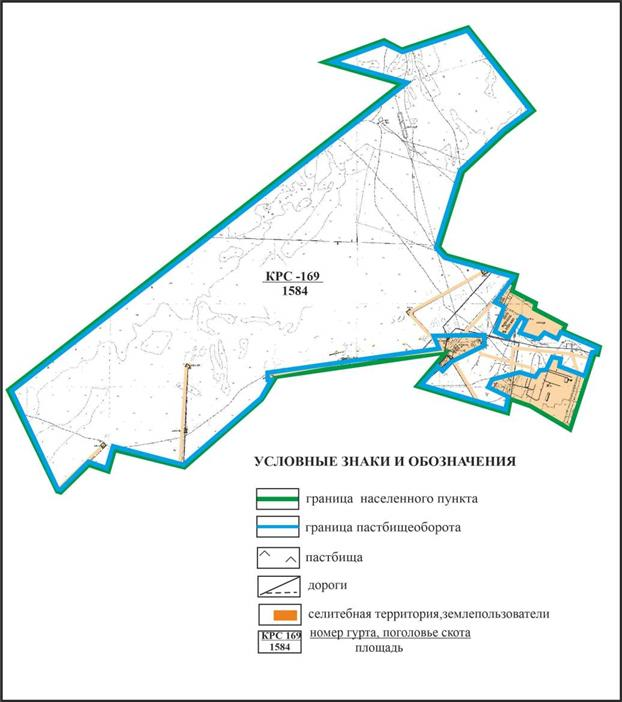 КРС -169
1584
УСЛОВНЫЕ ЗНАКИ И ОБОЗНАЧЕНИЯ
граница населенного пункта
граница пастбищеоборота
пастбища
дороги
селитебная территория,землепользователи
КРС 169 номер гурта, поголовье скота
1584 площадь